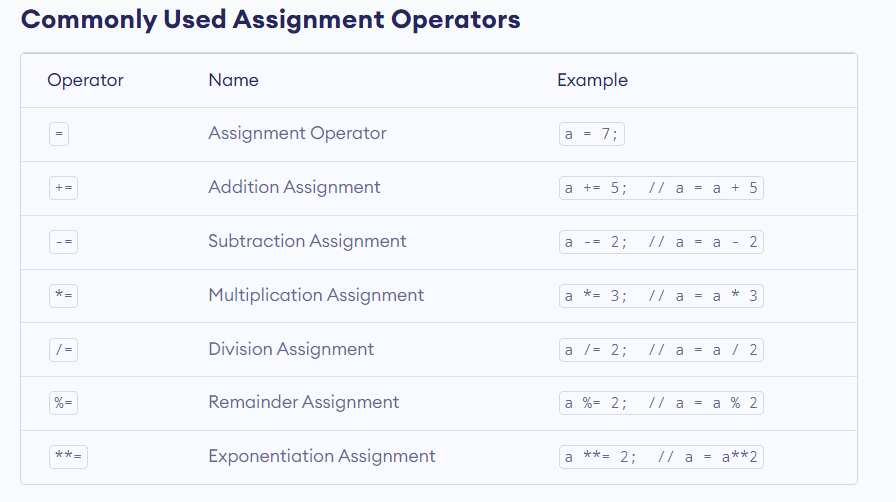 Commonly Used Assignment Operators
Operator Name Example
= Assignment Operator a = 7;
+= Addition Assignment a += 5;  // a = a + 5
-= Subtraction Assignment a -= 2;  // a = a - 2
*= Multiplication Assignment a *= 3;  // a = a * 3
/= Division Assignment a /= 2;  // a = a / 2
%= Remainder Assignment a %= 2;  // a = a % 2
**= Exponentiation Assignment a **= 2;  // a = a**2